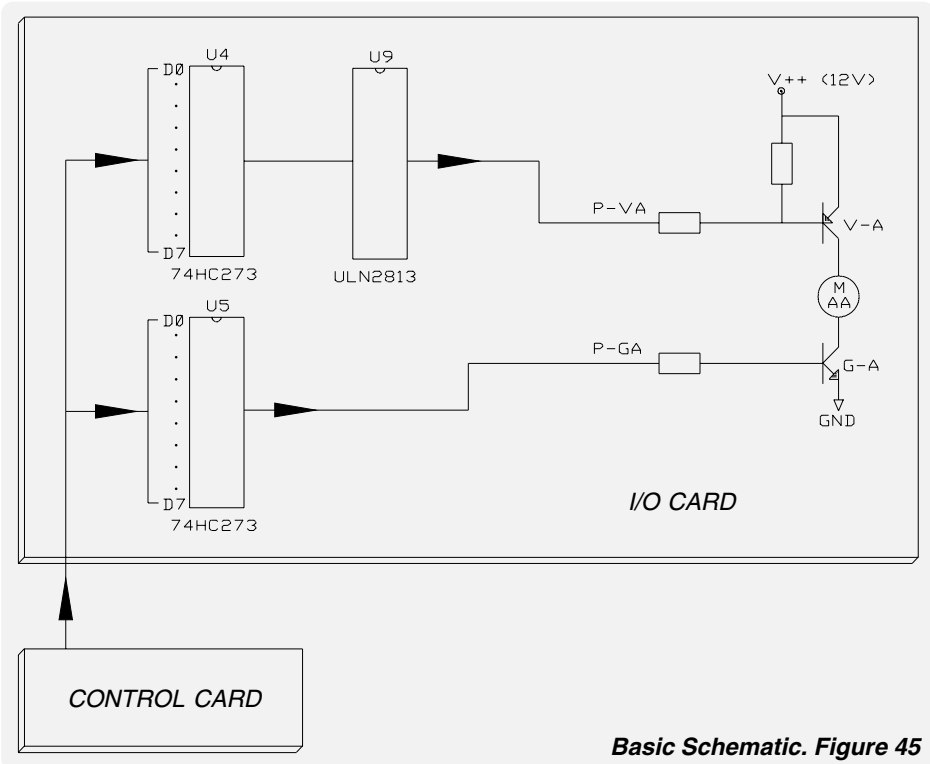 U4
U9
D0
V++ (12V)
P-VA
V-A
D7
74HC273
ULN2813
M
AA
U5
D0
P-GA
G-A
GND
D7
74HC273
I/O CARD
CONTROL CARD
Basic Schematic. Figure 45